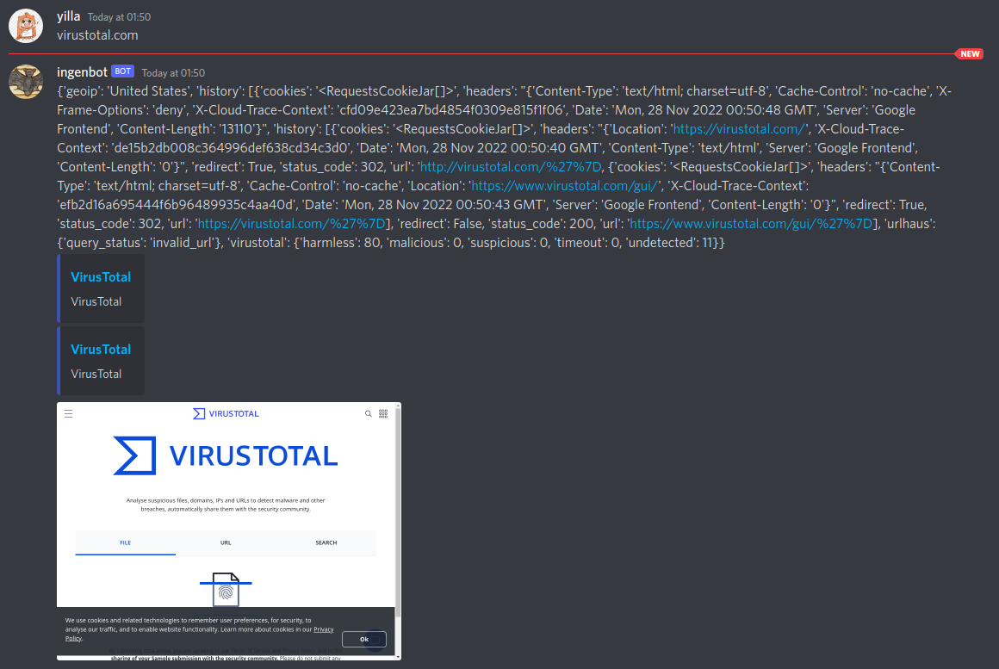 yilla Today at 01:50
virustotal.com
NEW
ingenbot BOT Today at 01:50
{'geoip': 'United States', 'history': [{'cookies': '<RequestsCookieJar[]>', 'headers': "{'Content-Type': 'text/html; charset=utf-8', 'Cache-Control': 'no-cache', 'X-
Frame-Options': 'deny', 'X-Cloud-Trace-Context': 'cfd09e423ea7bd4854f0309e815f1f06', 'Date': 'Mon, 28 Nov 2022 00:50:48 GMT', 'Server': 'Google
Frontend', 'Content-Length': '13110'}", 'history': [{'cookies': '<RequestsCookieJar[]>', 'headers': "{'Location': 'https://virustotal.com/', 'X-Cloud-Trace-
Context': 'de15b2db008c364996def638cd34c3d0', 'Date': 'Mon, 28 Nov 2022 00:50:40 GMT', 'Content-Type': 'text/html', 'Server': 'Google Frontend',
'Content-Length': '0'}", 'redirect': True, 'status_code': 302, 'url': 'http://virustotal.com/%27%7D, {'cookies': '<RequestsCookieJar[]>', 'headers': "{'Content-
Type': 'text/html; charset=utf-8', 'Cache-Control': 'no-cache', 'Location': 'https://www.virustotal.com/gui/', 'X-Cloud-Trace-Context':
'efb2d16a695444f6b96489935c4aa40d', 'Date': 'Mon, 28 Nov 2022 00:50:43 GMT', 'Server': 'Google Frontend', 'Content-Length': '0'}", 'redirect': True,
'status_code': 302, 'url': 'https://virustotal.com/%27%7D], 'redirect': False, 'status_code': 200, 'url': 'https://www.virustotal.com/gui/%27%7D], 'urlhaus':
{'query_status': 'invalid_url'}, 'virustotal': {'harmless': 80, 'malicious': 0, 'suspicious': 0, 'timeout': 0, 'undetected': 11}}
VirusTotal
VirusTotal
VirusTotal
VirusTotal
VIRUSTOTAL
VIRUSTOTAL
Analyse suspicious files, domains, IPs and URLs to detect malware and other
breaches, automatically share them with the security community.
FILE URL SEARCH
We use cookies and related technologies to remember user preferences, for security, to
analyse our traffic, and to enable website functionality. Learn more about cookies in our Privacy
Policy.
Ok
sharing of your Sample submission with the security community. Please do not submit any